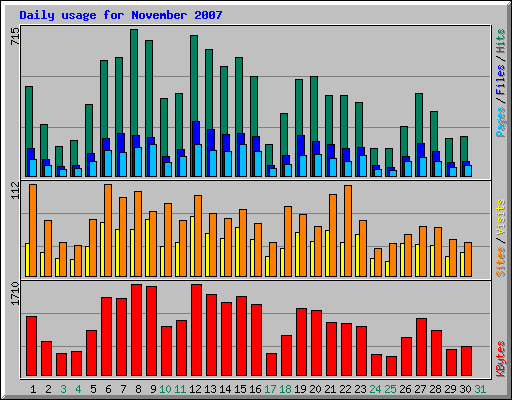 Daily usage for November 2007
715
Pages / Files / Hits
112
Sites / Visits
1710
KBytes
1 2 3 4 5 6 7 8 9 10 11 12 13 14 15 16 17 18 19 20 21 22 23 24 25 26 27 28 29 30 31